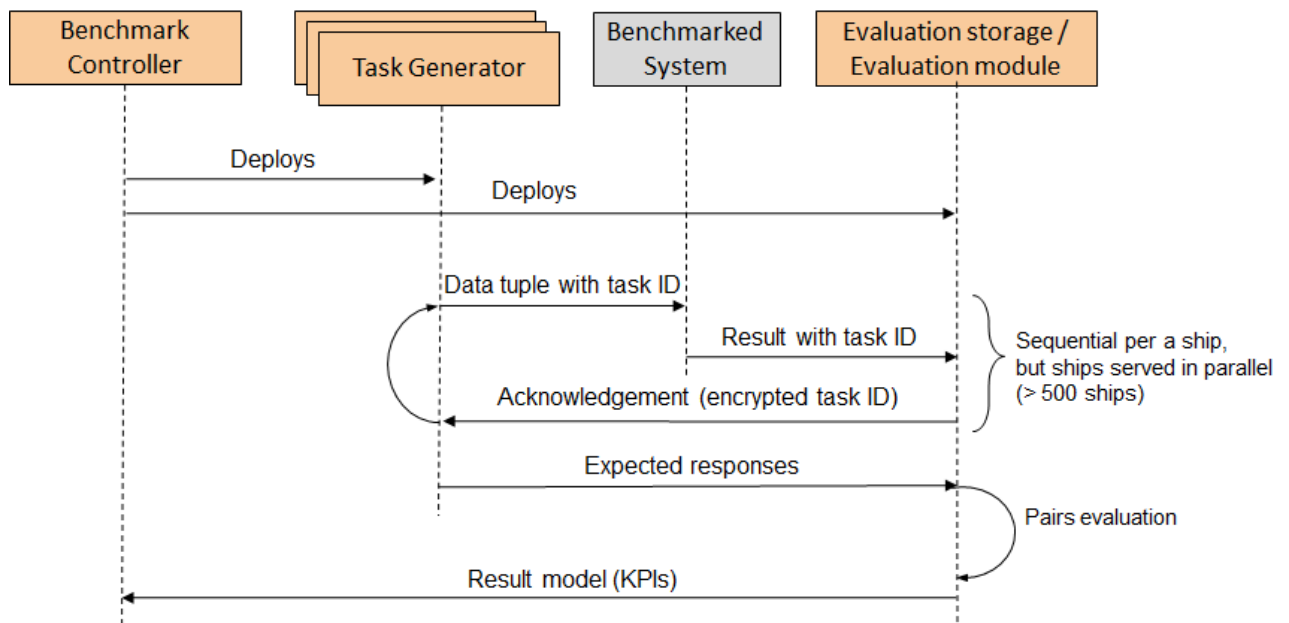 Benchmark
Controller
Task Generator
Benchmarked
System
Evaluation storage /
Evaluation module
Deploys
Deploys
Data tuple with task ID
Result with task ID
Sequential per a ship,
but ships served in parallel
(> 500 ships)
Acknowledgement (encrypted task ID)
Expected responses
Pairs evaluation
Result model (KPIs)